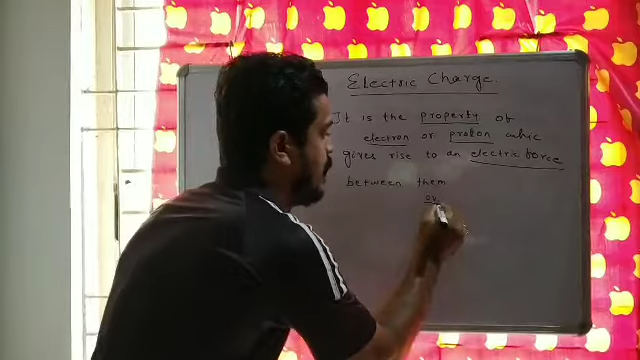 Electric Charge.
It is the property of
electron or proton whic
gives rise to an electric force
between them
or